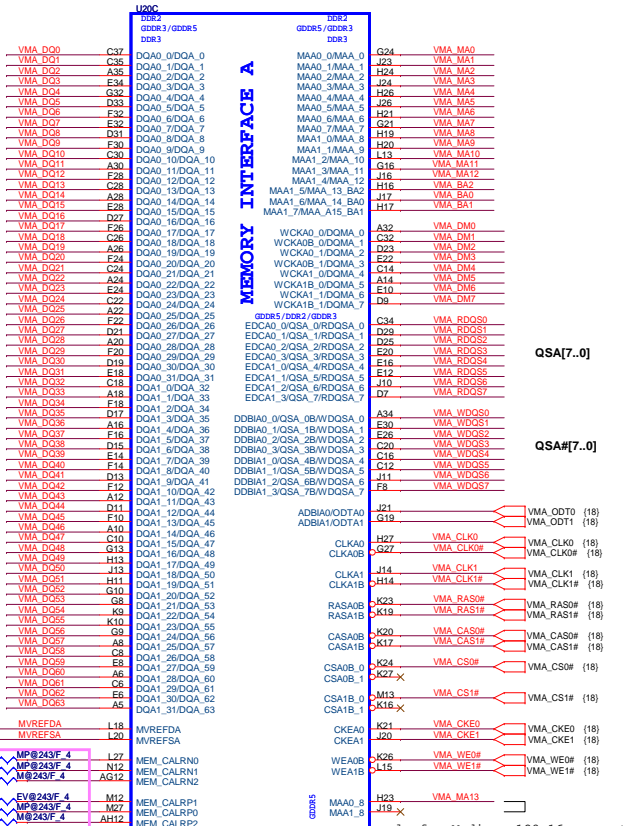 U20C
DDR2
GDDR3/GDDR5
DDR3
DDR2
GDDR5/GDDR3
DDR3
MEMORY INTERFACE A
VMA_DQ0 C37 DQA0_0/DQA_0
VMA_DQ1 C35 DQA0_1/DQA_1
VMA_DQ2 A35 DQA0_2/DQA_2
VMA_DQ3 E34 DQA0_3/DQA_3
VMA_DQ4 G32 DQA0_4/DQA_4
VMA_DQ5 D33 DQA0_5/DQA_5
VMA_DQ6 F32 DQA0_6/DQA_6
VMA_DQ7 E32 DQA0_7/DQA_7
VMA_DQ8 D31 DQA0_8/DQA_8
VMA_DQ9 F30 DQA0_9/DQA_9
VMA_DQ10 C30 DQA0_10/DQA_10
VMA_DQ11 A30 DQA0_11/DQA_11
VMA_DQ12 F28 DQA0_12/DQA_12
VMA_DQ13 C28 DQA0_13/DQA_13
VMA_DQ14 A28 DQA0_14/DQA_14
VMA_DQ15 E28 DQA0_15/DQA_15
VMA_DQ16 D27 DQA0_16/DQA_16
VMA_DQ17 F26 DQA0_17/DQA_17
VMA_DQ18 C26 DQA0_18/DQA_18
VMA_DQ19 A26 DQA0_19/DQA_19
VMA_DQ20 F24 DQA0_20/DQA_20
VMA_DQ21 C24 DQA0_21/DQA_21
VMA_DQ22 A24 DQA0_22/DQA_22
VMA_DQ23 E24 DQA0_23/DQA_23
VMA_DQ24 C22 DQA0_24/DQA_24
VMA_DQ25 A22 DQA0_25/DQA_25
VMA_DQ26 F22 DQA0_26/DQA_26
VMA_DQ27 D21 DQA0_27/DQA_27
VMA_DQ28 A20 DQA0_28/DQA_28
VMA_DQ29 F20 DQA0_29/DQA_29
VMA_DQ30 D19 DQA0_30/DQA_30
VMA_DQ31 E18 DQA0_31/DQA_31
VMA_DQ32 C18 DQA1_0/DQA_32
VMA_DQ33 A18 DQA1_1/DQA_33
VMA_DQ34 F18 DQA1_2/DQA_34
VMA_DQ35 D17 DQA1_3/DQA_35
VMA_DQ36 A16 DQA1_4/DQA_36
VMA_DQ37 F16 DQA1_5/DQA_37
VMA_DQ38 D15 DQA1_6/DQA_38
VMA_DQ39 E14 DQA1_7/DQA_39
VMA_DQ40 F14 DQA1_8/DQA_40
VMA_DQ41 D13 DQA1_9/DQA_41
VMA_DQ42 F12 DQA1_10/DQA_42
VMA_DQ43 A12 DQA1_11/DQA_43
VMA_DQ44 D11 DQA1_12/DQA_44
VMA_DQ45 F10 DQA1_13/DQA_45
VMA_DQ46 A10 DQA1_14/DQA_46
VMA_DQ47 C10 DQA1_15/DQA_47
VMA_DQ48 G13 DQA1_16/DQA_48
VMA_DQ49 H13 DQA1_17/DQA_49
VMA_DQ50 J13 DQA1_18/DQA_50
VMA_DQ51 H11 DQA1_19/DQA_51
VMA_DQ52 G10 DQA1_20/DQA_52
VMA_DQ53 G8 DQA1_21/DQA_53
VMA_DQ54 K9 DQA1_22/DQA_54
VMA_DQ55 K10 DQA1_23/DQA_55
VMA_DQ56 G9 DQA1_24/DQA_56
VMA_DQ57 A8 DQA1_25/DQA_57
VMA_DQ58 C8 DQA1_26/DQA_58
VMA_DQ59 E8 DQA1_27/DQA_59
VMA_DQ60 A6 DQA1_28/DQA_60
VMA_DQ61 C6 DQA1_29/DQA_61
VMA_DQ62 E6 DQA1_30/DQA_62
VMA_DQ63 A5 DQA1_31/DQA_63
MVREFDA L18 MVREFDA
MVREFSA L20 MVREFSA
MP@243/F_4 L27 MEM_CALRN0
MP@243/F_4 N12 MEM_CALRN1
M@243/F_4 AG12 MEM_CALRN2
EV@243/F_4 M12 MEM_CALRP1
MP@243/F_4 M27 MEM_CALRP0
M@243/F_4 AH12 MEM_CALRP2
MAA0_0/MAA_0 G24 VMA_MA0
MAA0_1/MAA_1 J23 VMA_MA1
MAA0_2/MAA_2 H24 VMA_MA2
MAA0_3/MAA_3 J24 VMA_MA3
MAA0_4/MAA_4 H26 VMA_MA4
MAA0_5/MAA_5 J26 VMA_MA5
MAA0_6/MAA_6 H21 VMA_MA6
MAA0_7/MAA_7 G21 VMA_MA7
MAA1_0/MAA_8 H19 VMA_MA8
MAA1_1/MAA_9 H20 VMA_MA9
MAA1_2/MAA_10 L13 VMA_MA10
MAA1_3/MAA_11 G16 VMA_MA11
MAA1_4/MAA_12 J16 VMA_MA12
MAA1_5/MAA_13_BA2 H16 VMA_BA2
MAA1_6/MAA_14_BA0 J17 VMA_BA0
MAA1_7/MAA_A15_BA1 H17 VMA_BA1
WCKA0_0/DQMA_0 A32 VMA_DM0
WCKA0B_0/DQMA_1 C32 VMA_DM1
WCKA0_1/DQMA_2 D23 VMA_DM2
WCKA0B_1/DQMA_3 E22 VMA_DM3
WCKA1_0/DQMA_4 C14 VMA_DM4
WCKA1B_0/DQMA_5 A14 VMA_DM5
WCKA1_1/DQMA_6 E10 VMA_DM6
WCKA1B_1/DQMA_7 D9 VMA_DM7
GDDR5/DDR2/GDDR3
EDCA0_0/QSA_0/RDQSA_0 C34 VMA_RDQS0
EDCA0_1/QSA_1/RDQSA_1 D29 VMA_RDQS1
EDCA0_2/QSA_2/RDQSA_2 D25 VMA_RDQS2
EDCA0_3/QSA_3/RDQSA_3 E20 VMA_RDQS3
EDCA1_0/QSA_4/RDQSA_4 E16 VMA_RDQS4
EDCA1_1/QSA_5/RDQSA_5 E12 VMA_RDQS5
EDCA1_2/QSA_6/RDQSA_6 J10 VMA_RDQS6
EDCA1_3/QSA_7/RDQSA_7 D7 VMA_RDQS7
QSA[7..0]
DDBIA0_0/QSA_0B/WDQSA_0 A34 VMA_WDQS0
DDBIA0_1/QSA_1B/WDQSA_1 E30 VMA_WDQS1
DDBIA0_2/QSA_2B/WDQSA_2 E26 VMA_WDQS2
DDBIA0_3/QSA_3B/WDQSA_3 C20 VMA_WDQS3
DDBIA1_0/QSA_4B/WDQSA_4 C16 VMA_WDQS4
DDBIA1_1/QSA_5B/WDQSA_5 C12 VMA_WDQS5
DDBIA1_2/QSA_6B/WDQSA_6 J11 VMA_WDQS6
DDBIA1_3/QSA_7B/WDQSA_7 F8 VMA_WDQS7
QSA#[7..0]
ADBIA0/ODTA0 J21 VMA_ODT0 {18}
ADBIA1/ODTA1 G19 VMA_ODT1 {18}
CLKA0 H27 VMA_CLK0 VMA_CLK0 {18}
CLKA0B G27 VMA_CLK0# VMA_CLK0# {18}
CLKA1 J14 VMA_CLK1 VMA_CLK1 {18}
CLKA1B H14 VMA_CLK1# VMA_CLK1# {18}
RASA0B K23 VMA_RAS0# VMA_RAS0# {18}
RASA1B K19 VMA_RAS1# VMA_RAS1# {18}
CASA0B K20 VMA_CAS0# VMA_CAS0# {18}
CASA1B K17 VMA_CAS1# VMA_CAS1# {18}
CSA0B_0 K24 VMA_CS0# VMA_CS0# {18}
CSA0B_1 K27
CSA1B_0 M13 VMA_CS1# VMA_CS1# {18}
CSA1B_1 K16
CKEA0 K21 VMA_CKE0 VMA_CKE0 {18}
CKEA1 J20 VMA_CKE1 VMA_CKE1 {18}
WEA0B K26 VMA_WE0# VMA_WE0# {18}
WEA1B L15 VMA_WE1# VMA_WE1# {18}
GDDR5
MAA0_8 H23 VMA_MA13
MAA1_8 J19